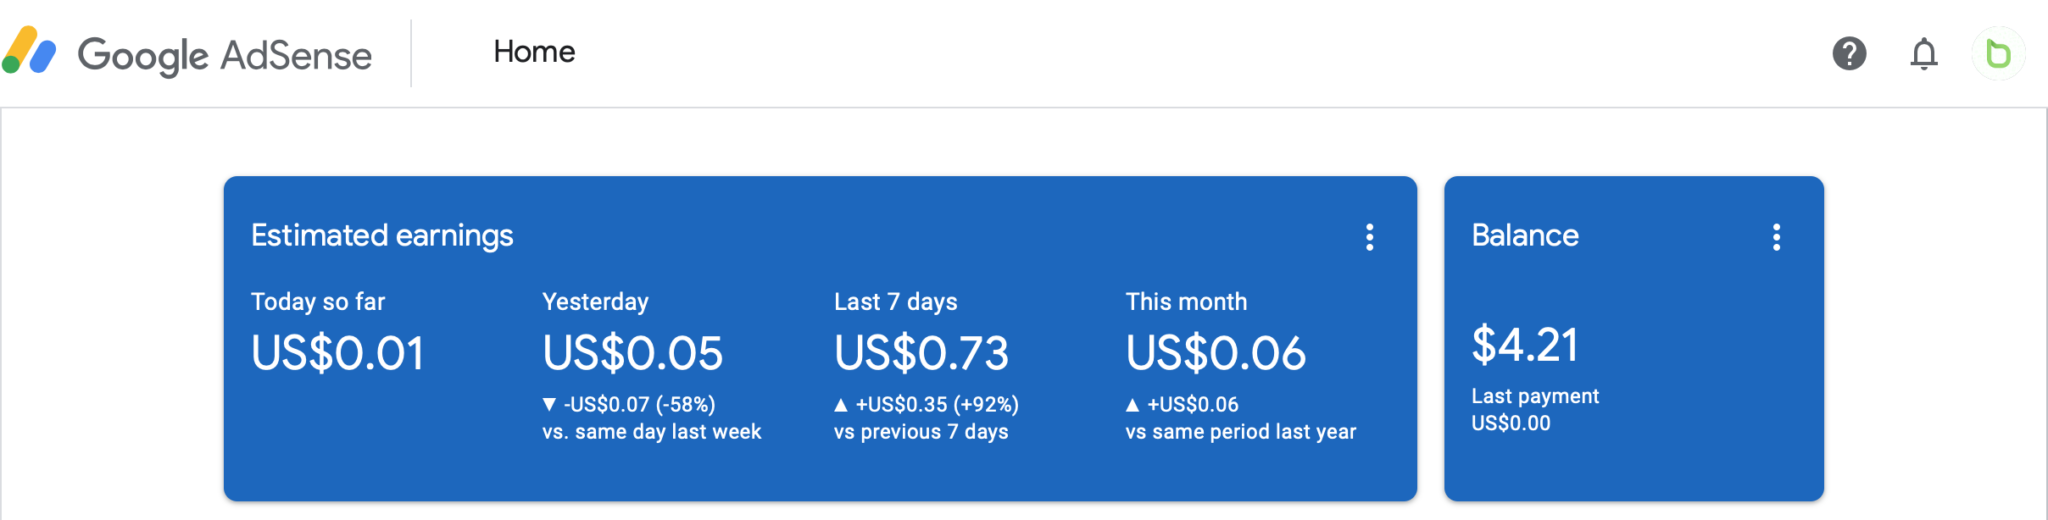 Google AdSense
Home
Estimated earnings
Today so far
US$0.01
Yesterday
US$0.05
▼ -US$0.07 (-58%)
vs. same day last week
Last 7 days
US$0.73
▲ +US$0.35 (+92%)
vs previous 7 days
This month
US$0.06
▲ +US$0.06
vs same period last year
Balance
$4.21
Last payment
US$0.00